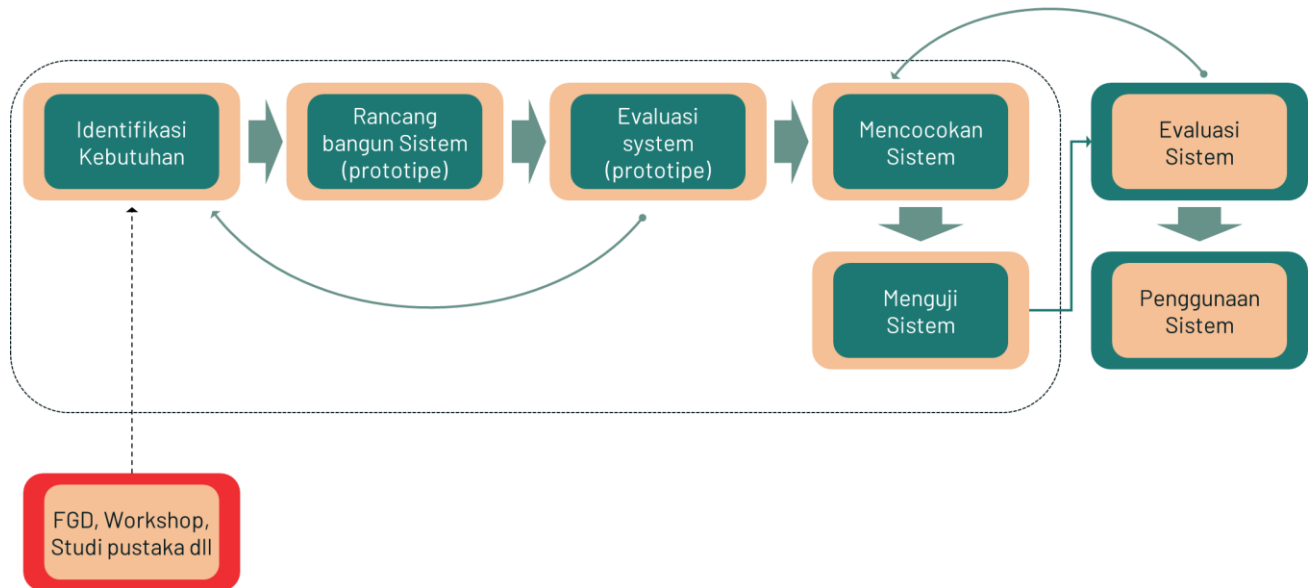 Identifikasi
Kebutuhan
Rancang
bangun Sistem
(prototipe)
Evaluasi
system
(prototipe)
Mencocokan
Sistem
Evaluasi
Sistem
Menguji
Sistem
Penggunaan
Sistem
FGD, Workshop,
Studi pustaka dll